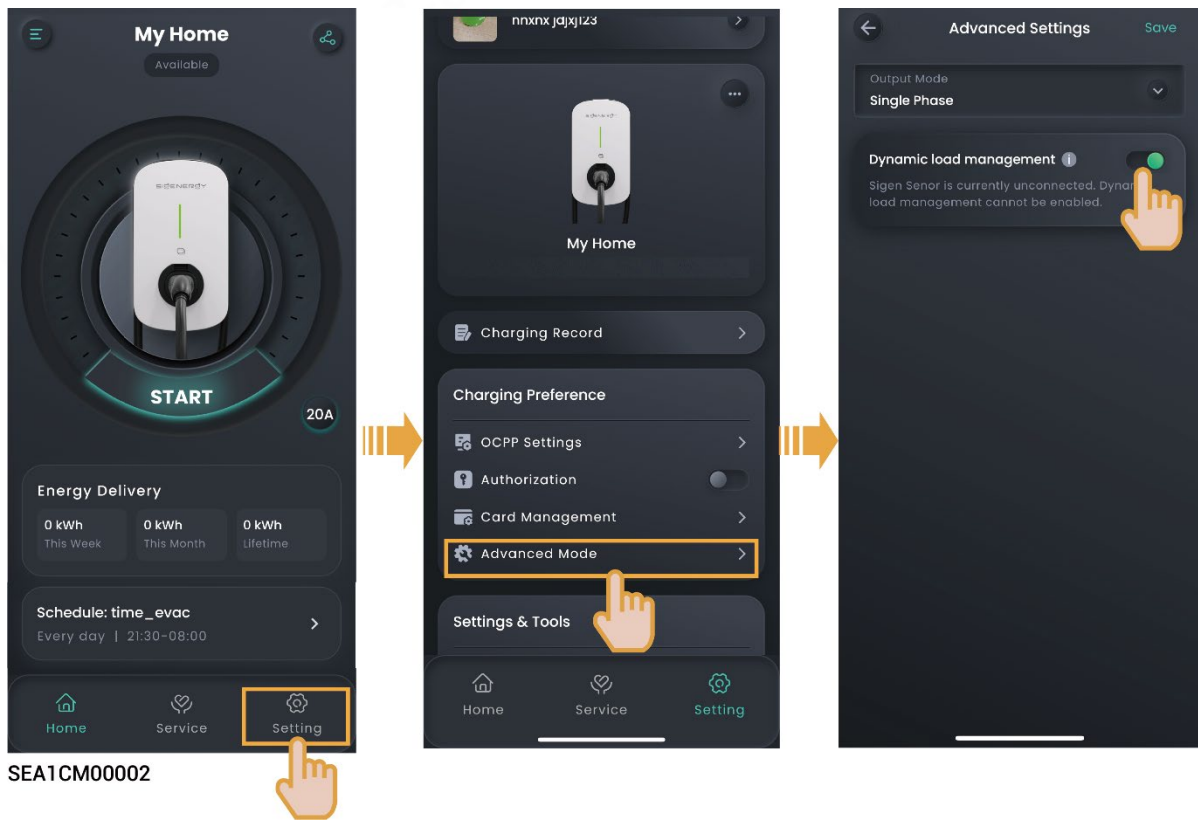 My Home
Available
SIGENERGY
START
20A
Energy Delivery
0 kWh
This Week
0 kWh
This Month
0 kWh
Lifetime
Schedule: time_evac
Every day | 21:30-08:00
Home
Service
Setting
SEA1CM00002
nnxnx jdjxj123
SIGENERGY
My Home
Charging Record
Charging Preference
OCPP Settings
Authorization
Card Management
Advanced Mode
Settings & Tools
Home
Service
Setting
Advanced Settings
Save
Output Mode
Single Phase
Dynamic load management
Sigen Senor is currently unconnected.
load management cannot be enabled.